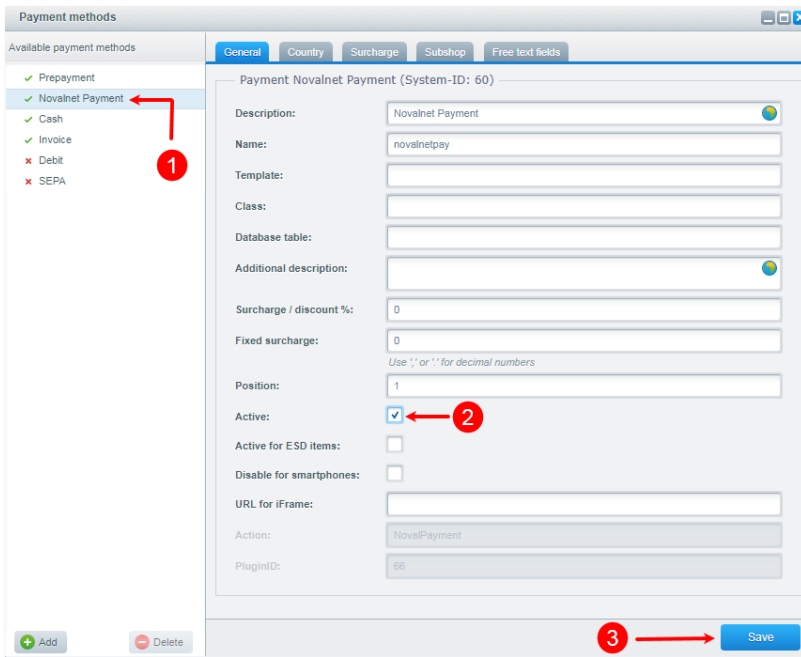 Payment methods
Available payment methods
Prepayment
Novalnet Payment
Cash
Invoice
Debit
SEPA
1
General Country Surcharge Subshop Free text fields
Payment Novalnet Payment (System-ID: 60)
Description: Novalnet Payment
Name: novalnetpay
Template:
Class:
Database table:
Additional description:
Surcharge / discount %: 0
Fixed surcharge: 0
Use ',' or '.' for decimal numbers
Position: 1
Active: 2
Active for ESD items:
Disable for smartphones:
URL for iFrame:
Action: NovalPayment
PluginID: 66
Add Delete
3 Save